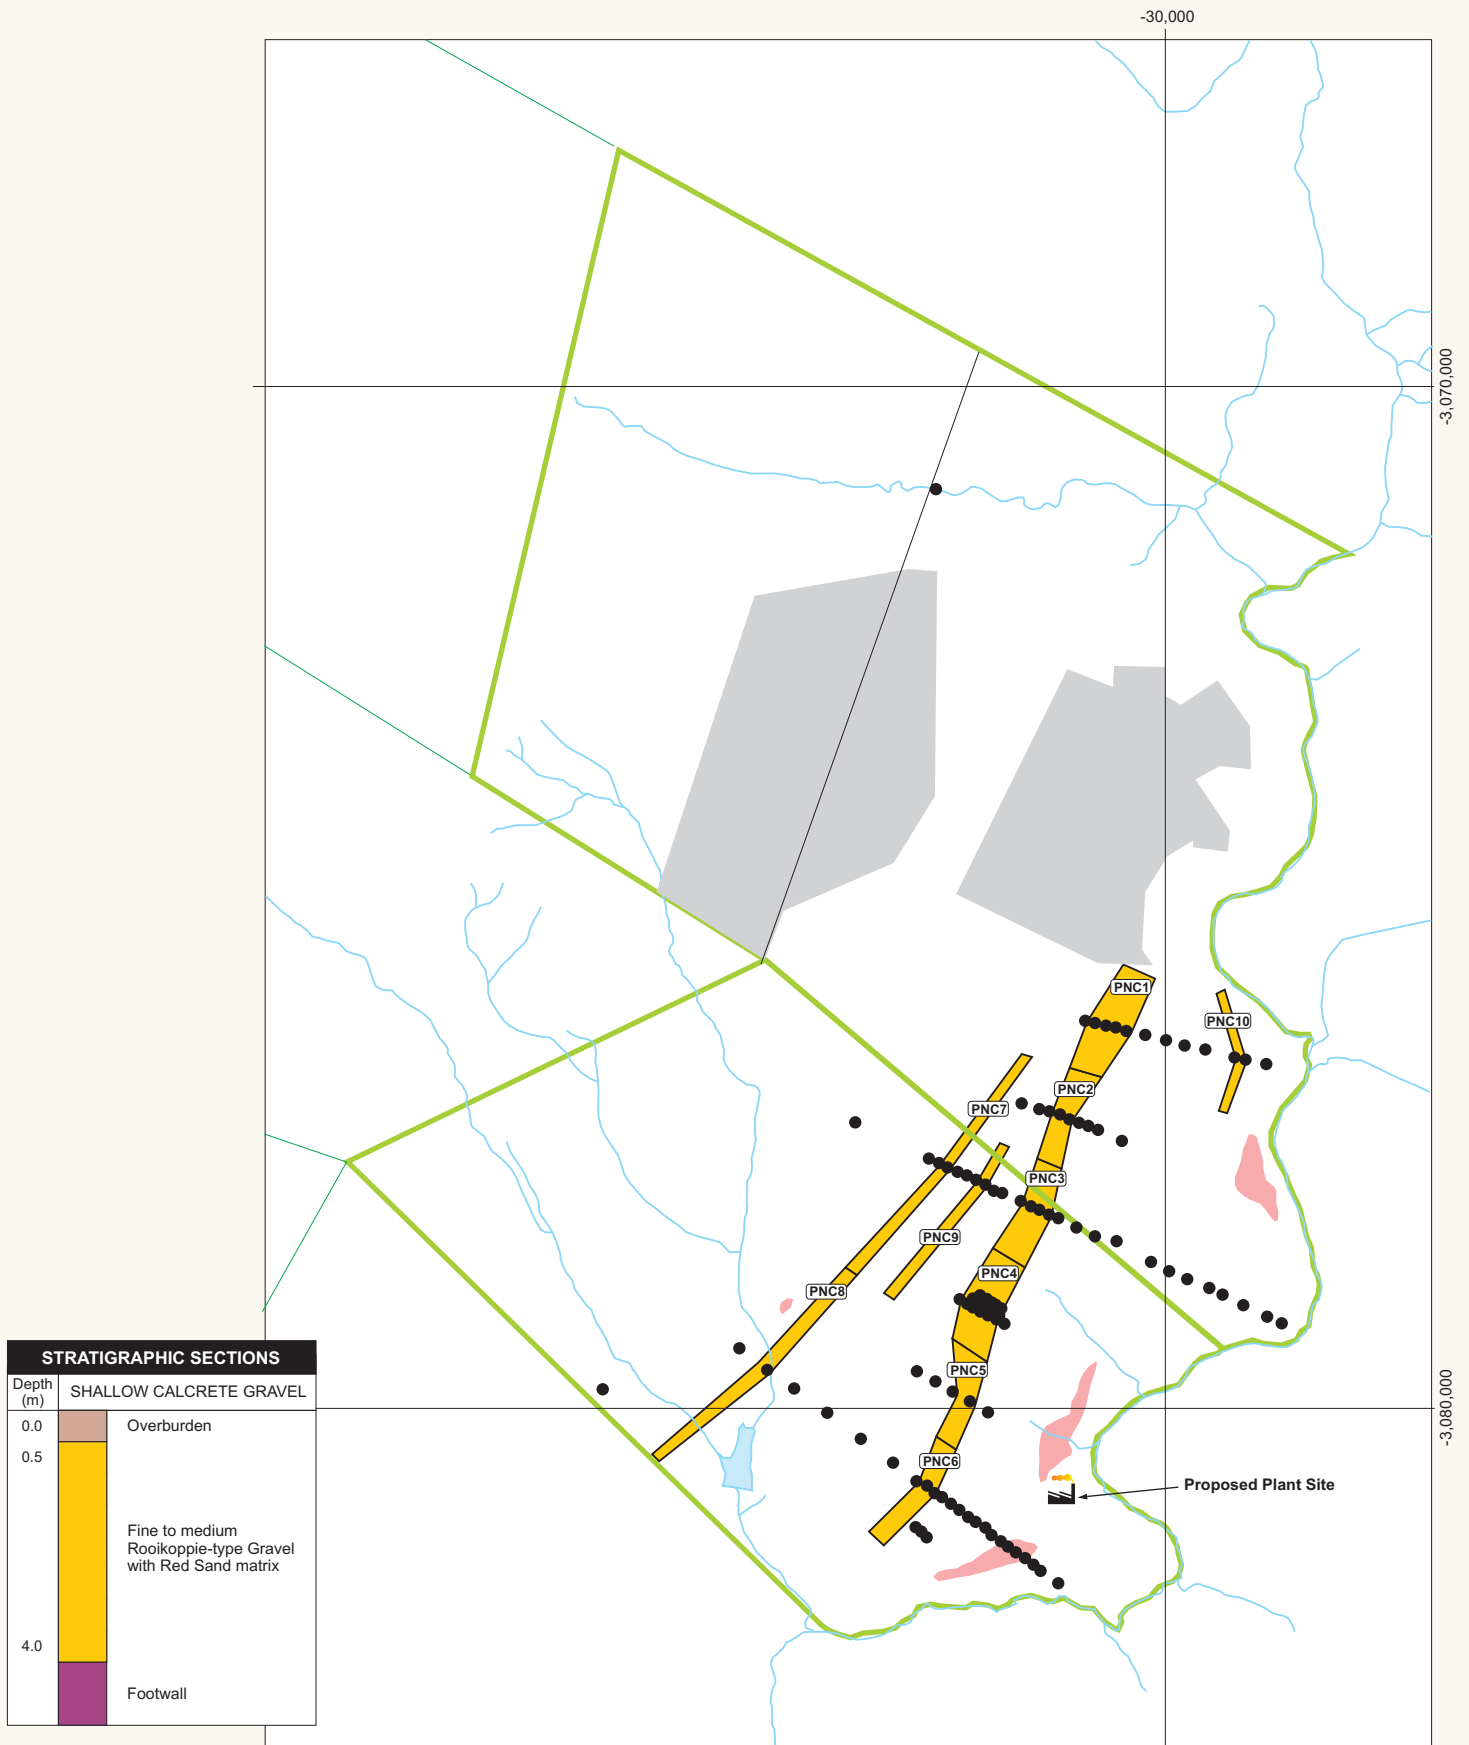 -30,000
-3,070,000
PNC1
PNC10
PNC2
PNC7
PNC3
PNC9
PNC4
PNC8
PNC5
-3,080,000
PNC6
Proposed Plant Site
STRATIGRAPHIC SECTIONS
Depth
(m)
SHALLOW CALCRETE GRAVEL
0.0
Overburden
0.5
Fine to medium
Rooikoppie-type Gravel
with Red Sand matrix
4.0
Footwall